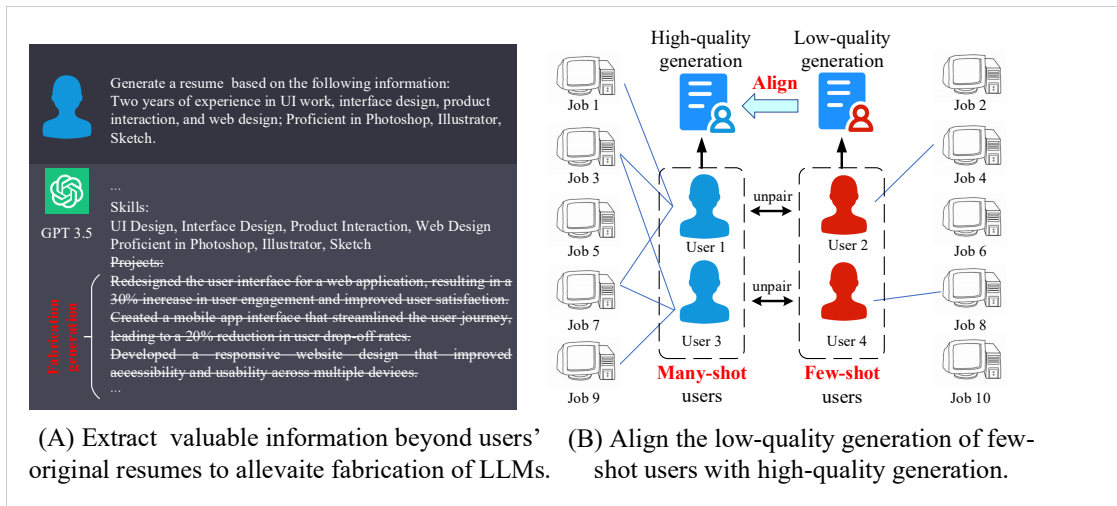 Generate a resume based on the following information:
Two years of experience in UI work, interface design, product
interaction, and web design; Proficient in Photoshop, Illustrator,
Sketch.
GPT 3.5
...
Skills:
UI Design, Interface Design, Product Interaction, Web Design
Proficient in Photoshop, Illustrator, Sketch
Projects:
Redesigned the user interface for a web application, resulting in a
30% increase in user engagement and improved user satisfaction.
Created a mobile app interface that streamlined the user journey,
leading to a 20% reduction in user drop-off rates.
Developed a responsive website design that improved
accessibility and usability across multiple devices.
...
Fabrication
generation
(A) Extract valuable information beyond users'
original resumes to allevaite fabrication of LLMs.
High-quality
generation
Low-quality
generation
Align
Job 1
Job 3
Job 5
Job 7
Job 9
User 1
User 3
unpair
unpair
User 2
User 4
Many-shot
users
Few-shot
users
Job 2
Job 4
Job 6
Job 8
Job 10
(B) Align the low-quality generation of few-
shot users with high-quality generation.